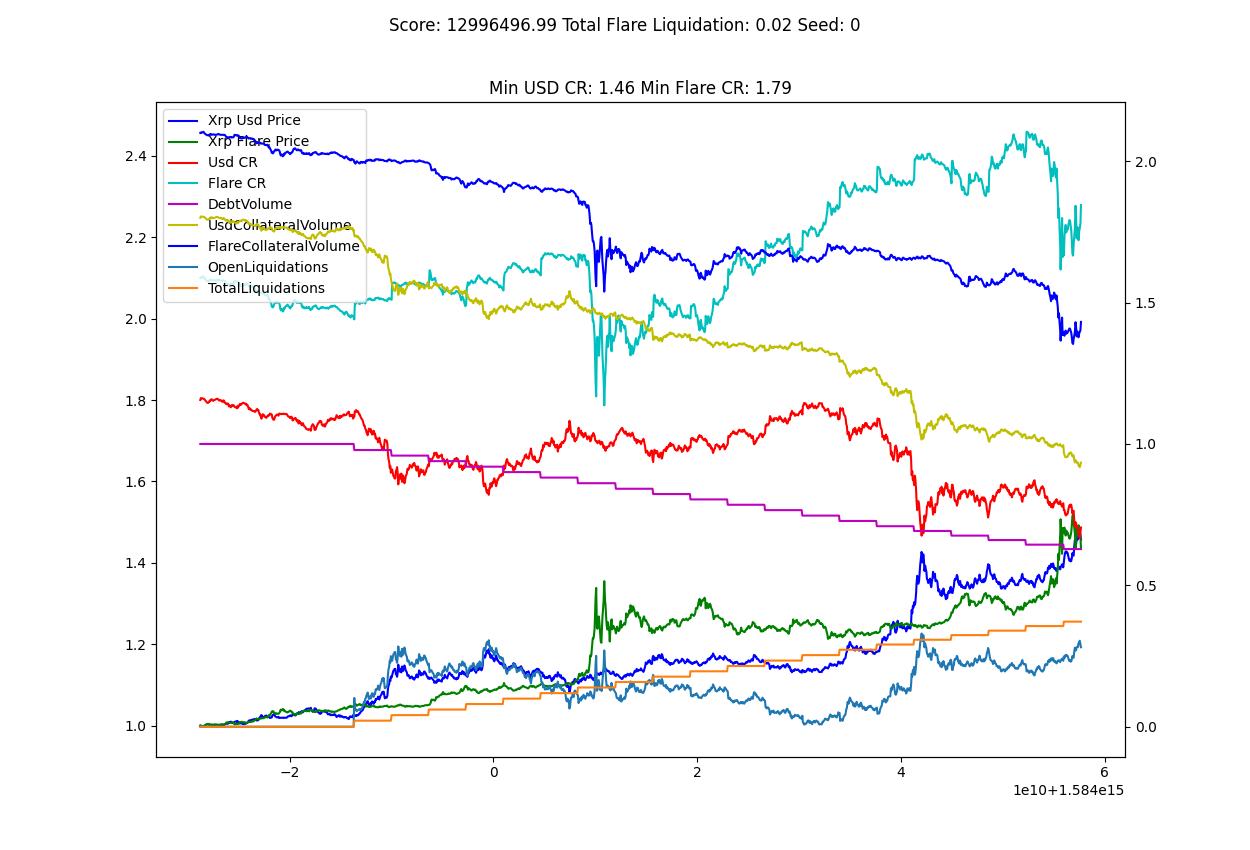 Score: 12996496.99 Total Flare Liquidation: 0.02 Seed: 0
Min USD CR: 1.46 Min Flare CR: 1.79
Xrp Usd Price
Xrp Flare Price
Usd CR
Flare CR
DebtVolume
UsdCollateralVolume
FlareCollateralVolume
OpenLiquidations
TotalLiquidations
2.4
2.2
2.0
1.8
1.6
1.4
1.2
1.0
2.0
1.5
1.0
0.5
0.0
−2
0
2
4
6
1e10+1.584e15